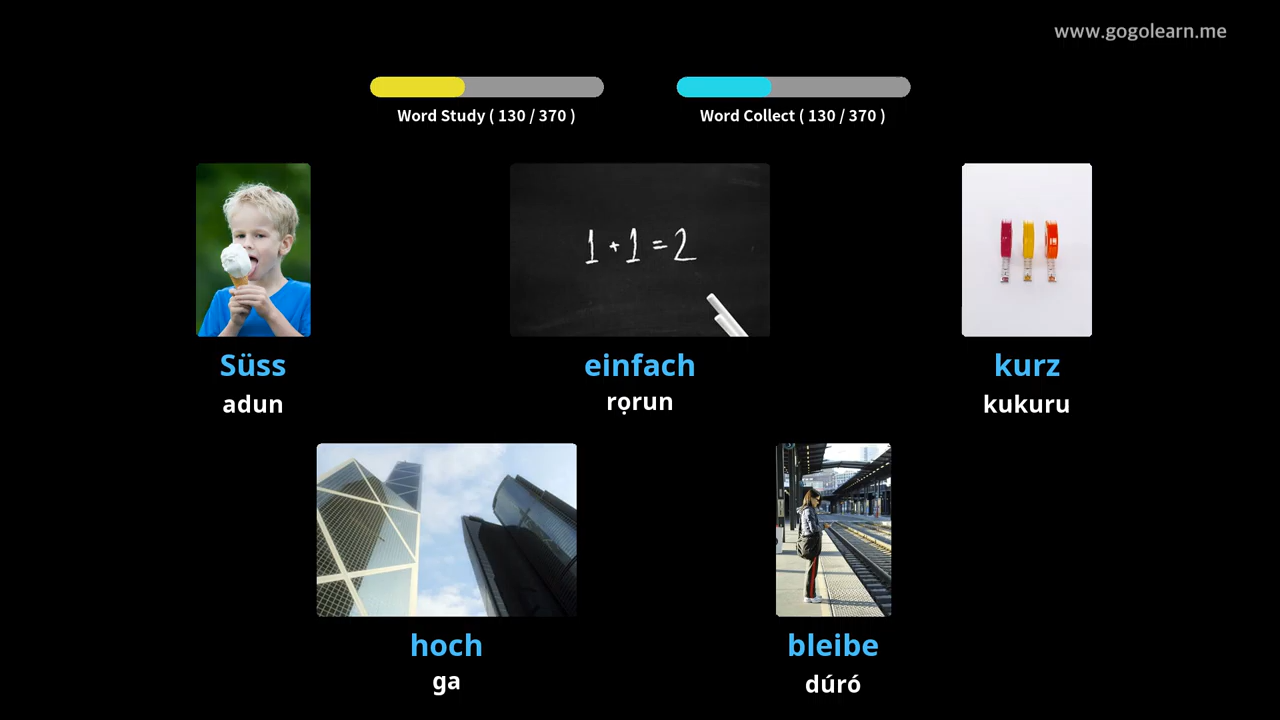 www.gogolearn.me
Word Study ( 130 / 370 )
Word Collect ( 130 / 370 )
1 + 1 = 2
Süss
adun
einfach
rọrun
kurz
kukuru
hoch
ga
bleibe
dúró